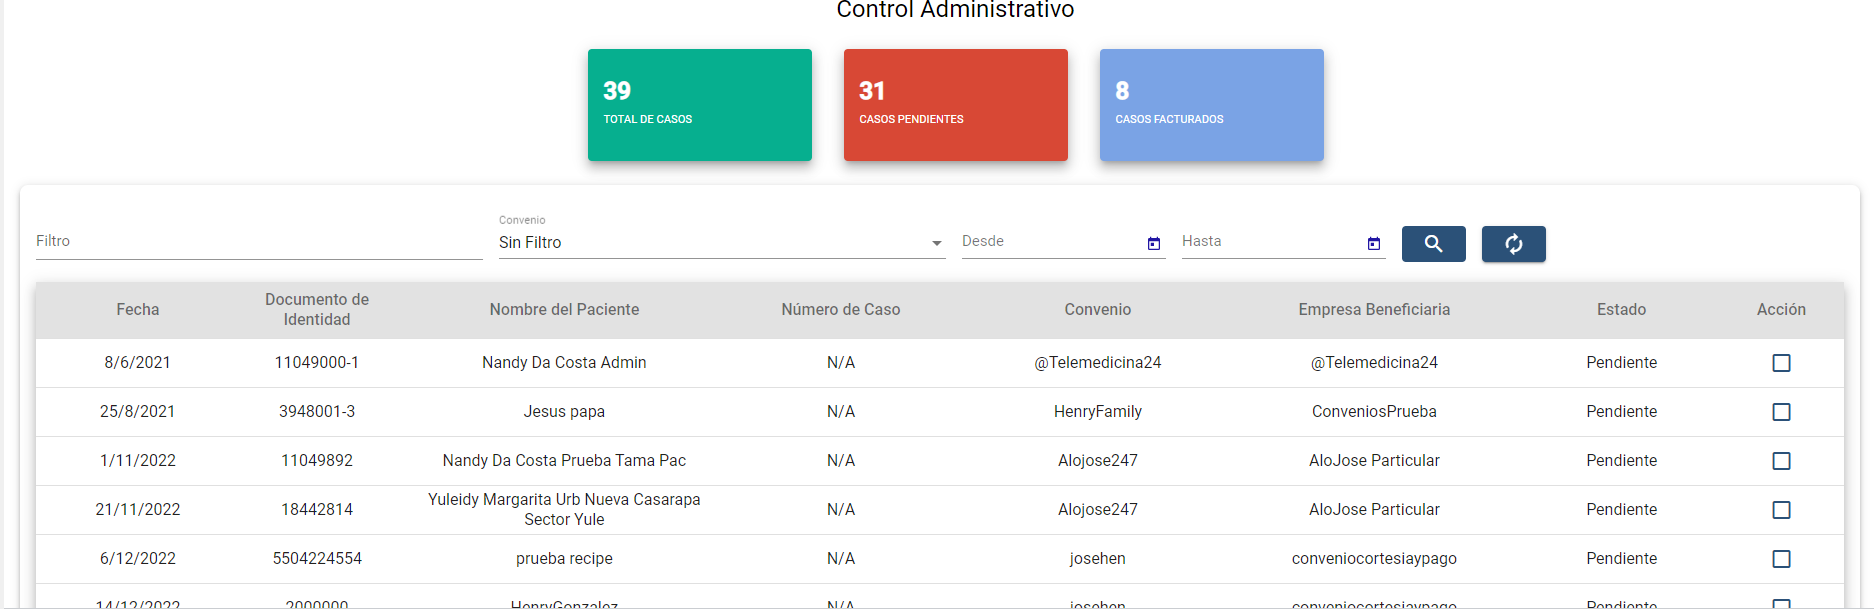 Control Administrativo
39
TOTAL DE CASOS
31
CASOS PENDIENTES
8
CASOS FACTURADOS
Filtro
Convenio
Sin Filtro
Desde
Hasta
Fecha Documento de Identidad Nombre del Paciente Número de Caso Convenio Empresa Beneficiaria Estado Acción
8/6/2021 11049000-1 Nandy Da Costa Admin N/A @Telemedicina24 @Telemedicina24 Pendiente
25/8/2021 3948001-3 Jesus papa N/A HenryFamily ConveniosPrueba Pendiente
1/11/2022 11049892 Nandy Da Costa Prueba Tama Pac N/A Alojose247 AloJose Particular Pendiente
21/11/2022 18442814 Yuleidy Margarita Urb Nueva Casarapa Sector Yule N/A Alojose247 AloJose Particular Pendiente
6/12/2022 5504224554 prueba recipe N/A josehen conveniocortesiaypago Pendiente
14/12/2022 2000000 HenryGonzalez N/A josehen conveniocortesiaypago Pendiente